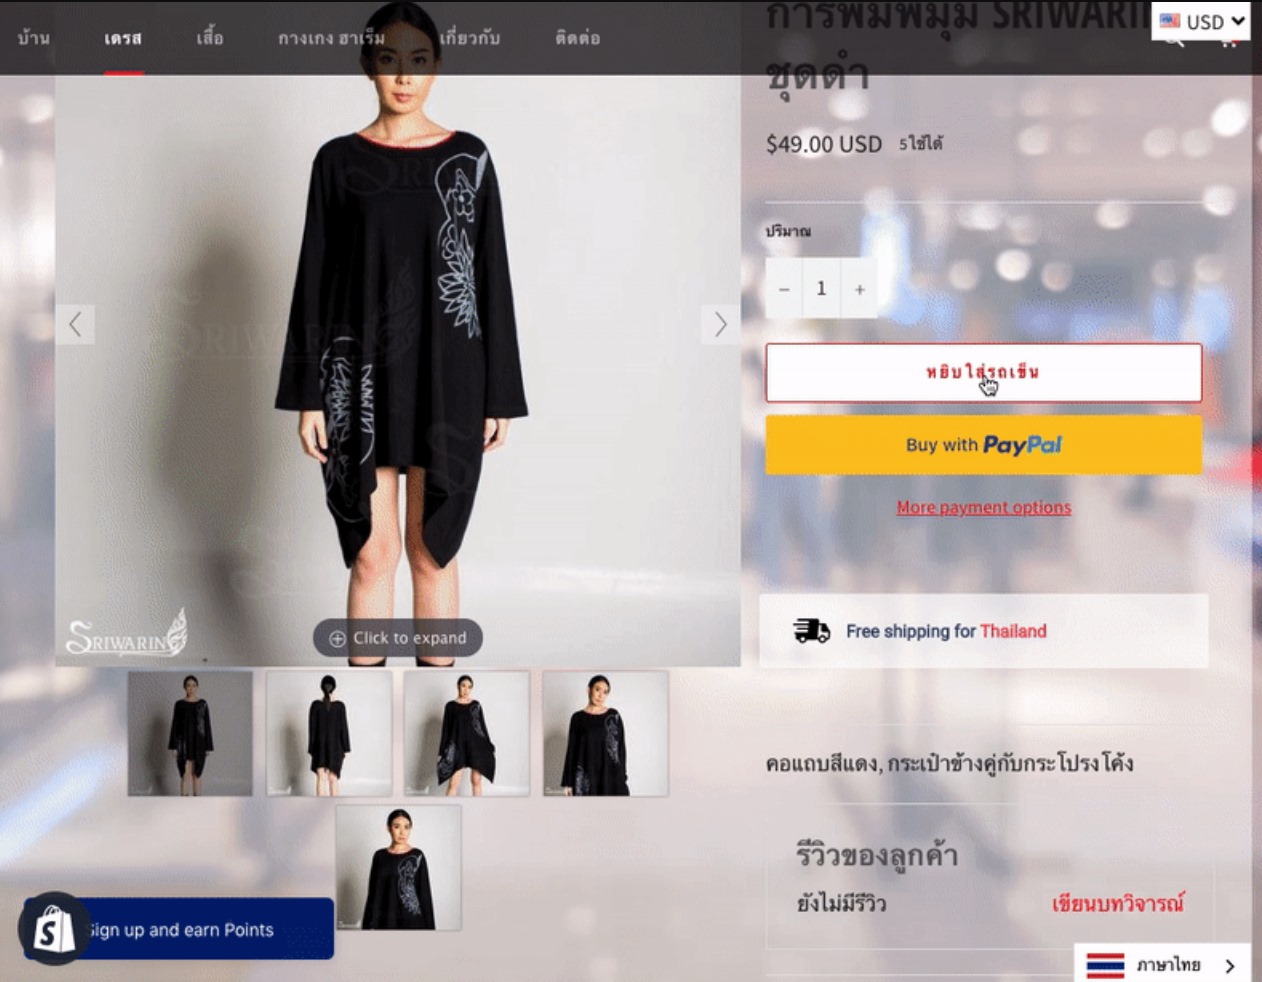 บ้าน
เดรส
เสื้อ
กางเกง ฮาเร็ม
เกี่ยวกับ
ติดต่อ
USD
การพิมพ์มุม SRIWARIN
ชุดดำ
$49.00 USD 5 ใช้ได้
ปริมาณ
− 1 +
หยิบใส่รถเข็น
Buy with PayPal
More payment options
Free shipping for Thailand
SRIWARIN
Click to expand
คอแถบสีแดง, กระเป๋าข้างคู่กับกระโปรงโค้ง
รีวิวของลูกค้า
ยังไม่มีรีวิว
เขียนบทวิจารณ์
Sign up and earn Points
ภาษาไทย